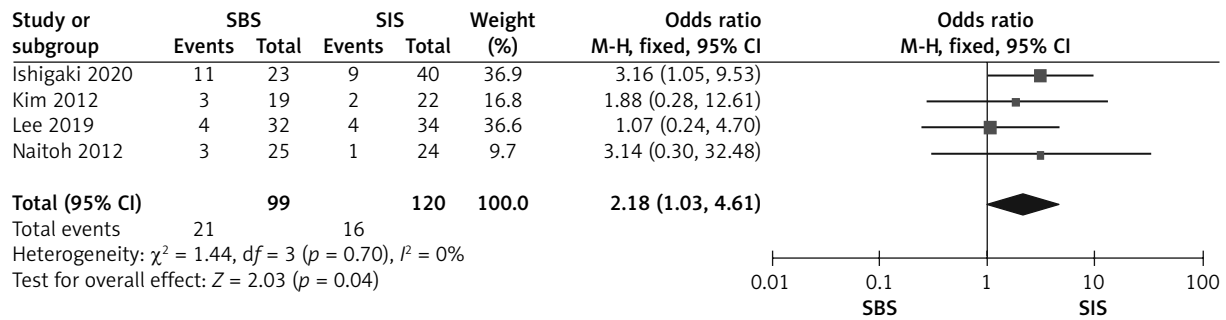 Study or SBS SIS Weight Odds ratio Odds ratio
subgroup Events Total Events Total (%) M-H, fixed, 95% CI M-H, fixed, 95% CI
Ishigaki 2020 11 23 9 40 36.9 3.16 (1.05, 9.53)
Kim 2012 3 19 2 22 16.8 1.88 (0.28, 12.61)
Lee 2019 4 32 4 34 36.6 1.07 (0.24, 4.70)
Naitoh 2012 3 25 1 24 9.7 3.14 (0.30, 32.48)
Total (95% CI) 99 120 100.0 2.18 (1.03, 4.61)
Total events 21 16
Heterogeneity: χ² = 1.44, df = 3 (p = 0.70), I² = 0%
Test for overall effect: Z = 2.03 (p = 0.04)
0.01 0.1 1 10 100
SBS SIS